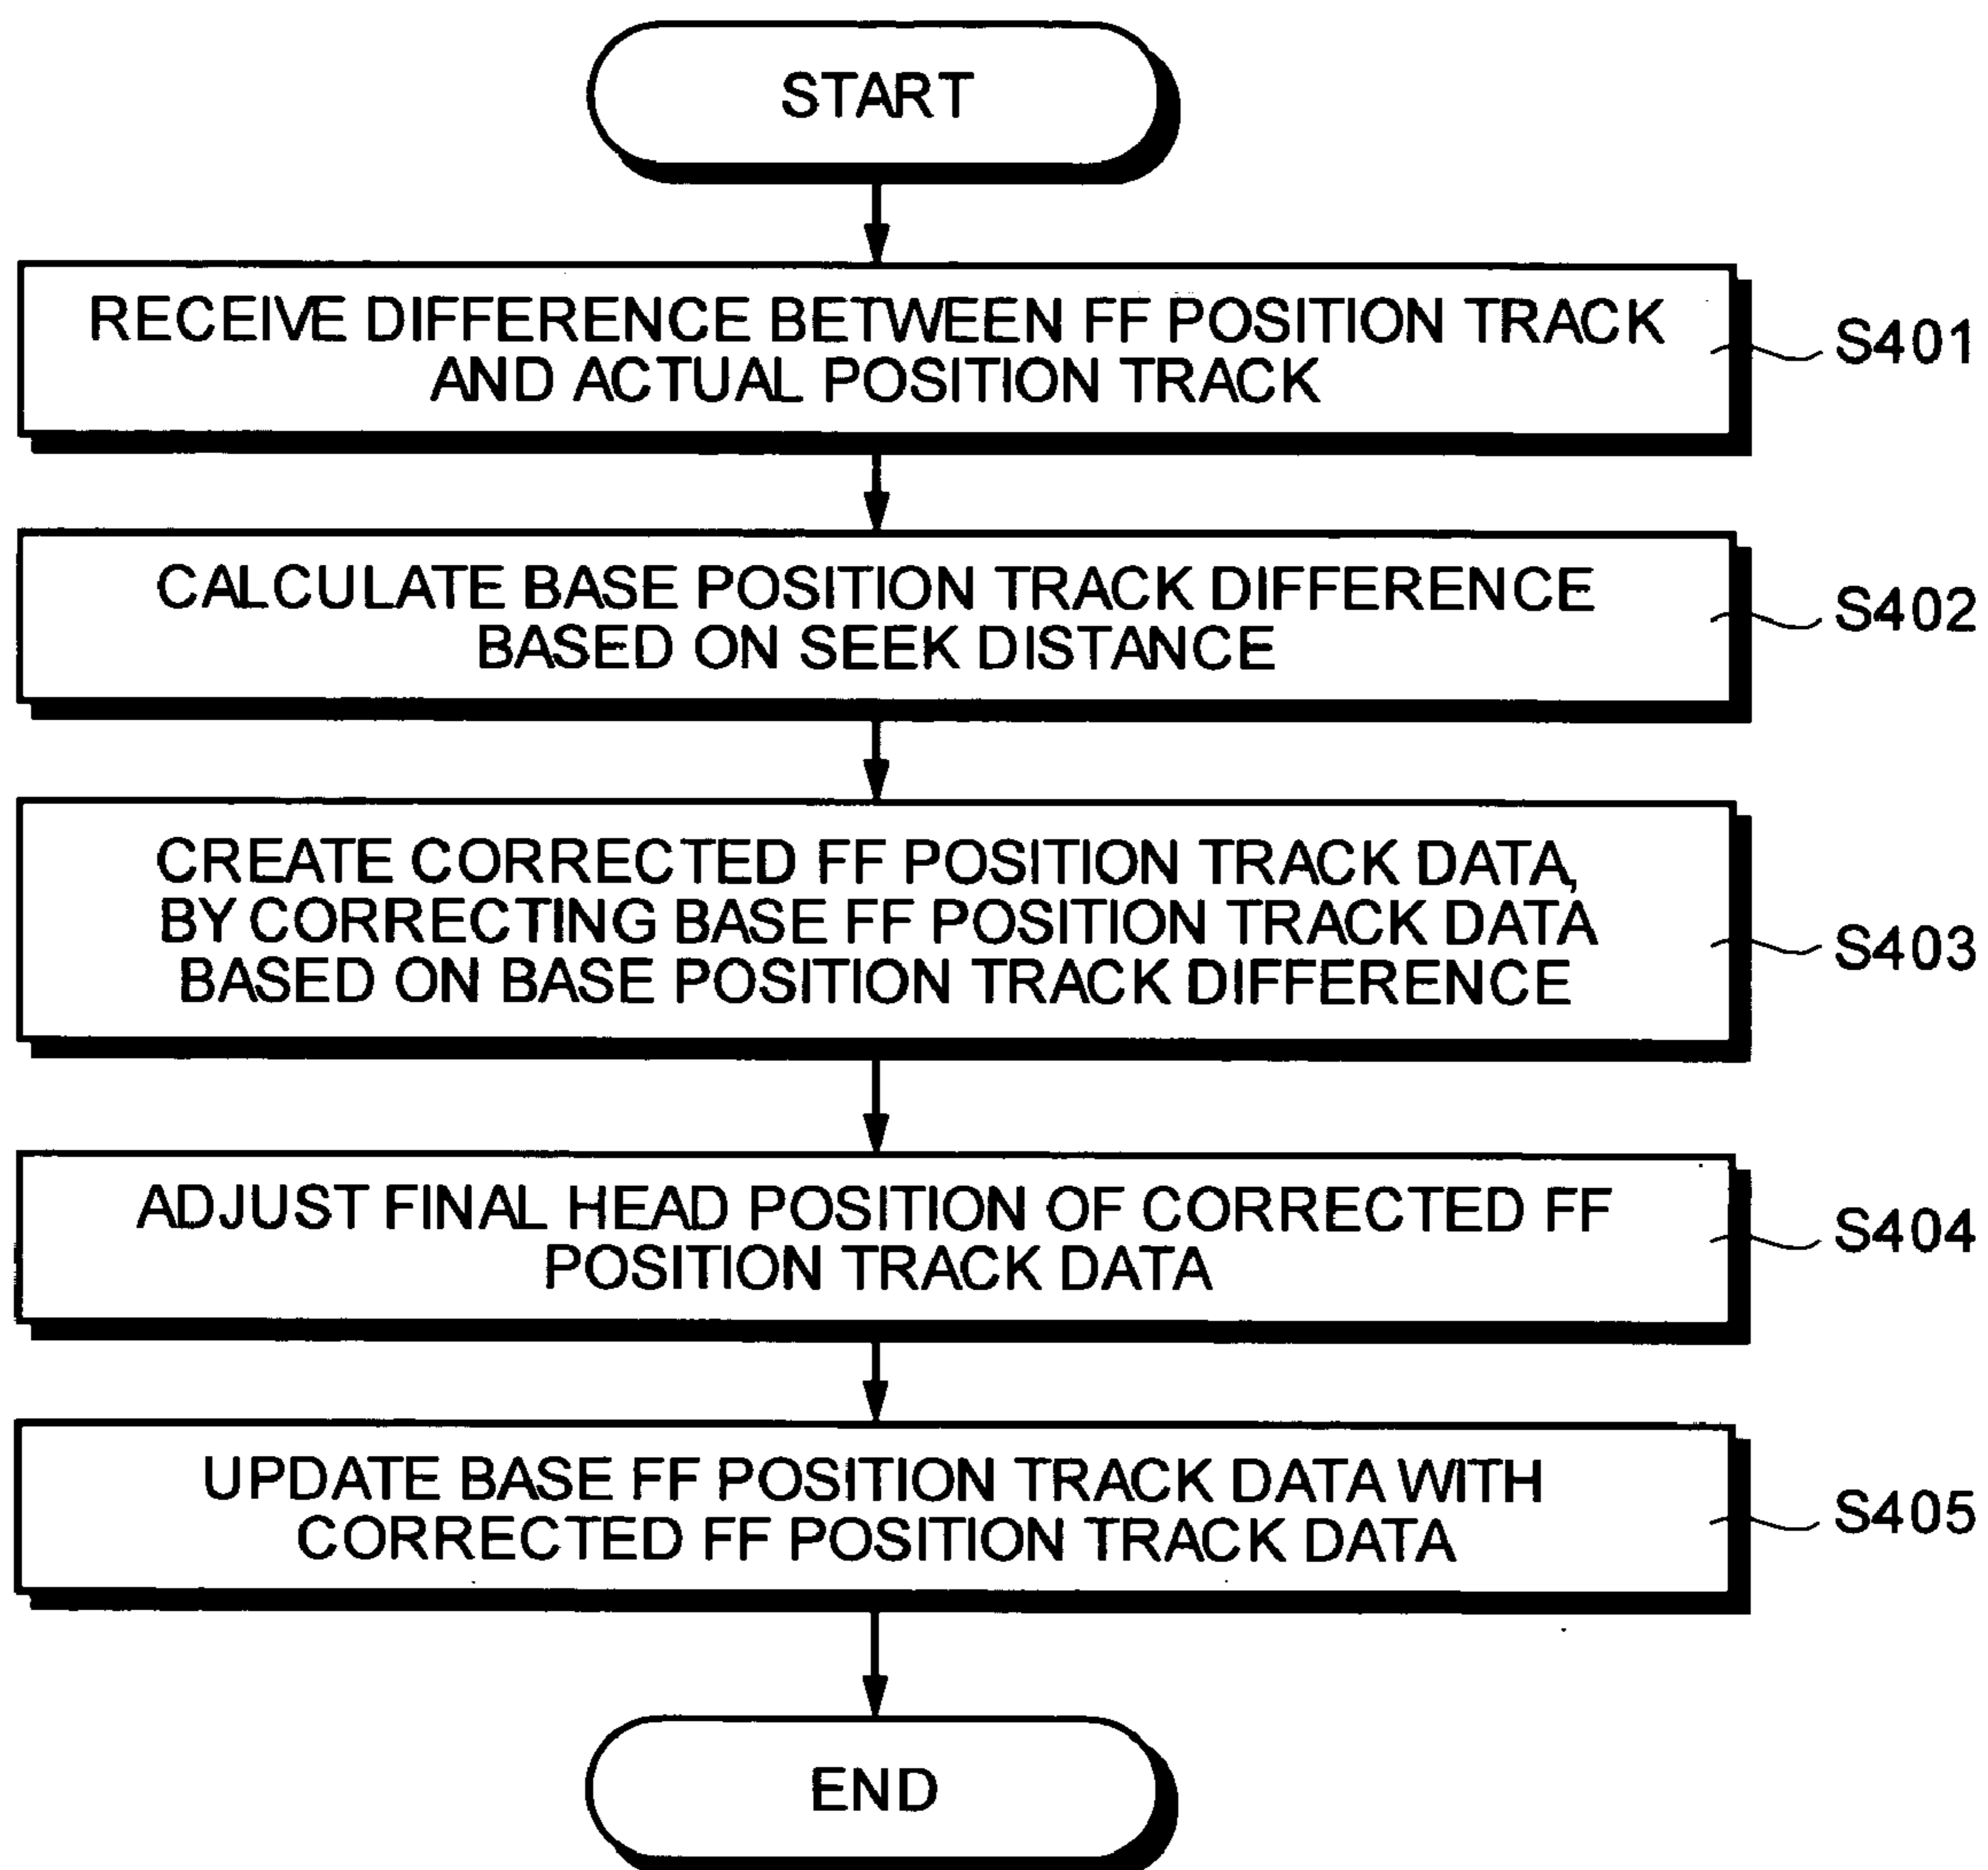 START
RECEIVE DIFFERENCE BETWEEN FF POSITION TRACK
AND ACTUAL POSITION TRACK
S401
CALCULATE BASE POSITION TRACK DIFFERENCE
BASED ON SEEK DISTANCE
S402
CREATE CORRECTED FF POSITION TRACK DATA,
BY CORRECTING BASE FF POSITION TRACK DATA
BASED ON BASE POSITION TRACK DIFFERENCE
S403
ADJUST FINAL HEAD POSITION OF CORRECTED FF
POSITION TRACK DATA
S404
UPDATE BASE FF POSITION TRACK DATA WITH
CORRECTED FF POSITION TRACK DATA
S405
END